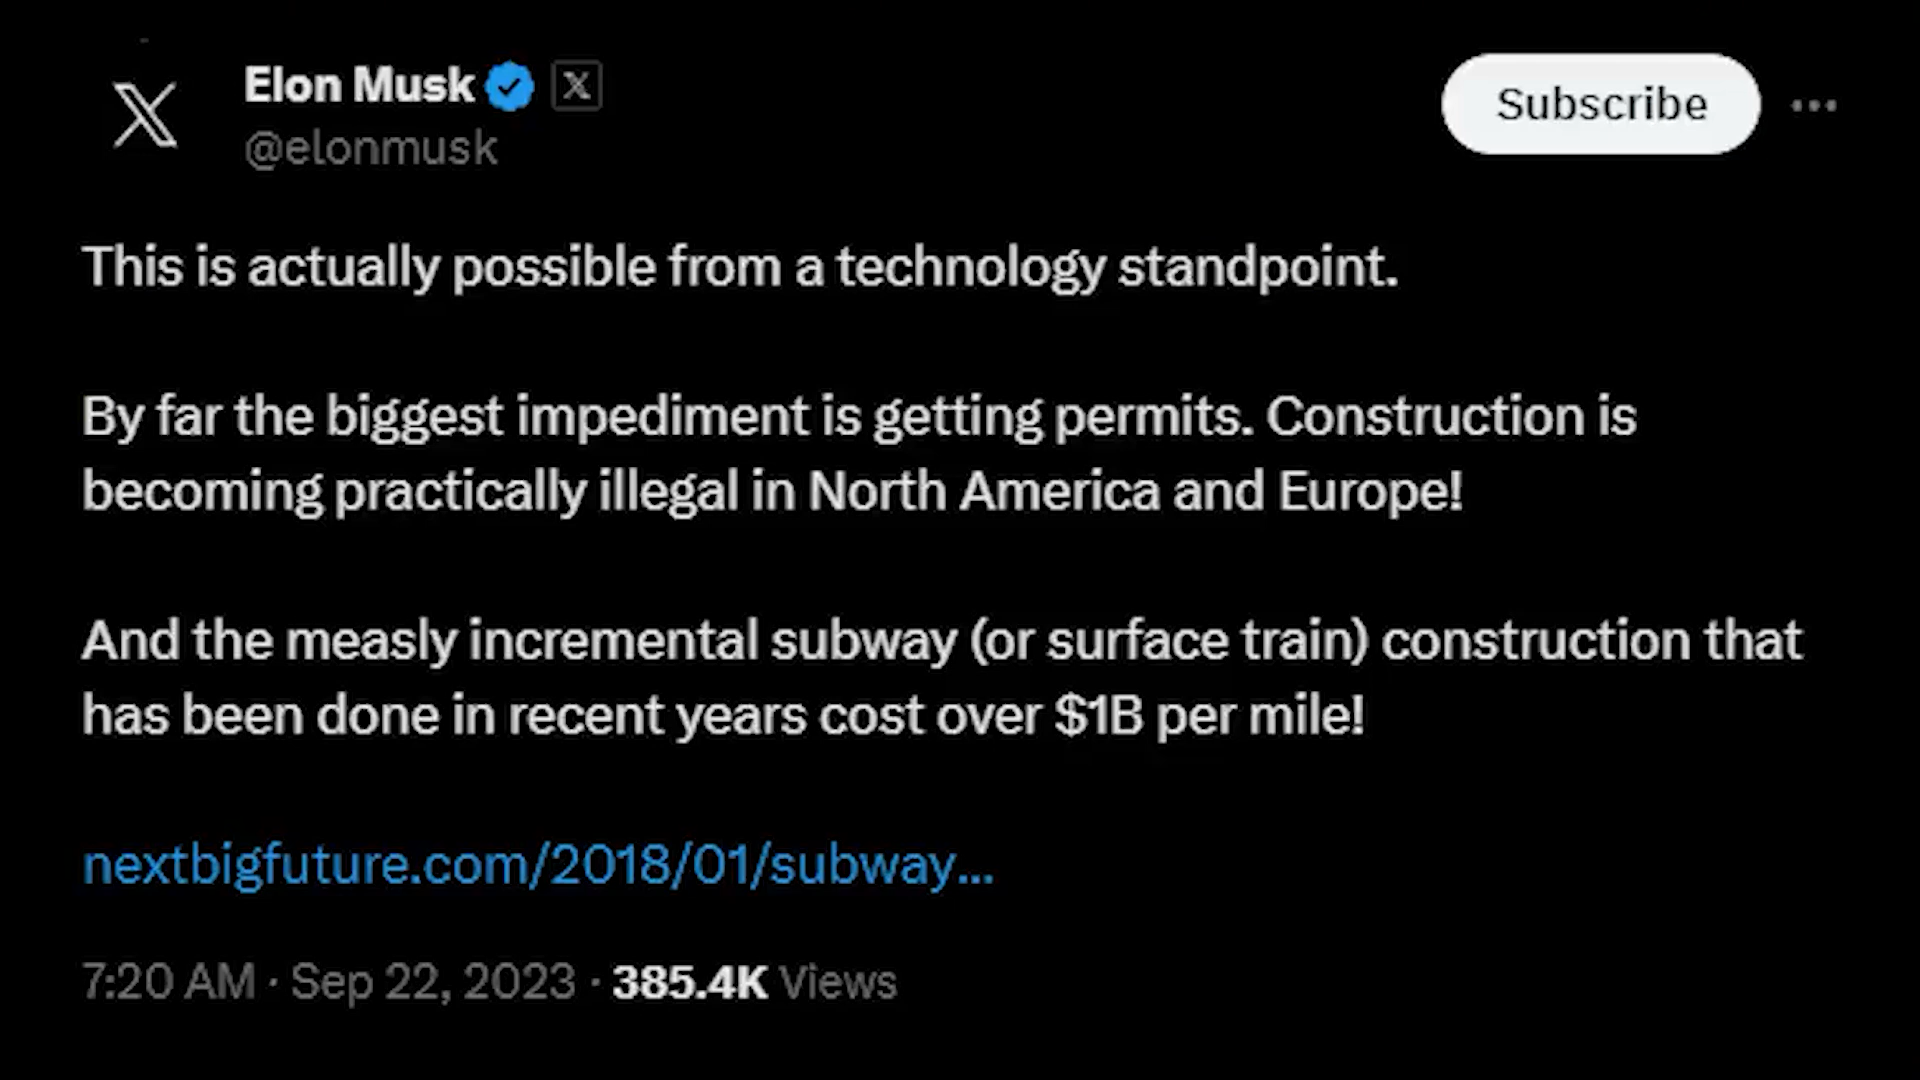 Elon Musk
@elonmusk
Subscribe
This is actually possible from a technology standpoint.
By far the biggest impediment is getting permits. Construction is
becoming practically illegal in North America and Europe!
And the measly incremental subway (or surface train) construction that
has been done in recent years cost over $1B per mile!
nextbigfuture.com/2018/01/subway...
7:20 AM · Sep 22, 2023 · 385.4K Views